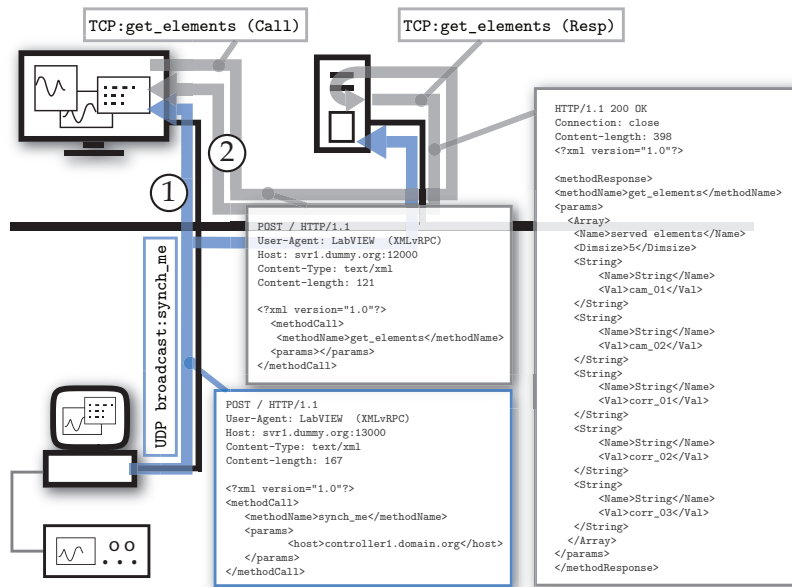 TCP:get_elements (Call)
TCP:get_elements (Resp)
1
2
UDP broadcast:synch_me
POST / HTTP/1.1
User-Agent: LabVIEW (XMLvRPC)
Host: svr1.dummy.org:12000
Content-Type: text/xml
Content-length: 121
<?xml version="1.0"?>
<methodCall>
<methodName>get_elements</methodName>
<params></params>
</methodCall>
POST / HTTP/1.1
User-Agent: LabVIEW (XMLvRPC)
Host: svr1.dummy.org:13000
Content-Type: text/xml
Content-length: 167
<?xml version="1.0"?>
<methodCall>
<methodName>synch_me</methodName>
<params>
<host>controller1.domain.org</host>
</params>
</methodCall>
HTTP/1.1 200 OK
Connection: close
Content-length: 398
<?xml version="1.0"?>
<methodResponse>
<methodName>get_elements</methodName>
<params>
<Array>
<Name>served elements</Name>
<Dimsize>5</Dimsize>
<String>
<Name>String</Name>
<Val>cam_01</Val>
</String>
<String>
<Name>String</Name>
<Val>cam_02</Val>
</String>
<String>
<Name>String</Name>
<Val>corr_01</Val>
</String>
<String>
<Name>String</Name>
<Val>corr_02</Val>
</String>
<String>
<Name>String</Name>
<Val>corr_03</Val>
</String>
</Array>
</params>
</methodResponse>